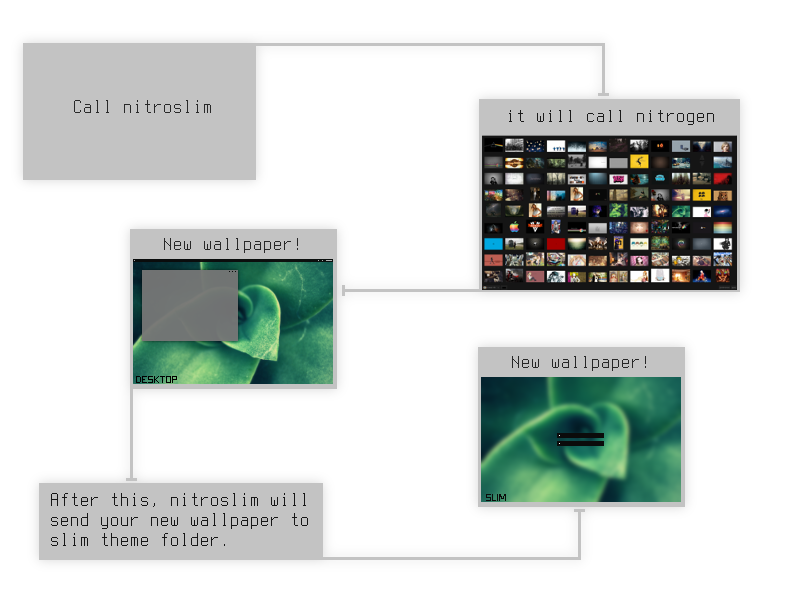 Call nitroslim
it will call nitrogen
New wallpaper!
DESKTOP
After this, nitroslim will
send your new wallpaper to
slim theme folder.
New wallpaper!
SLIM